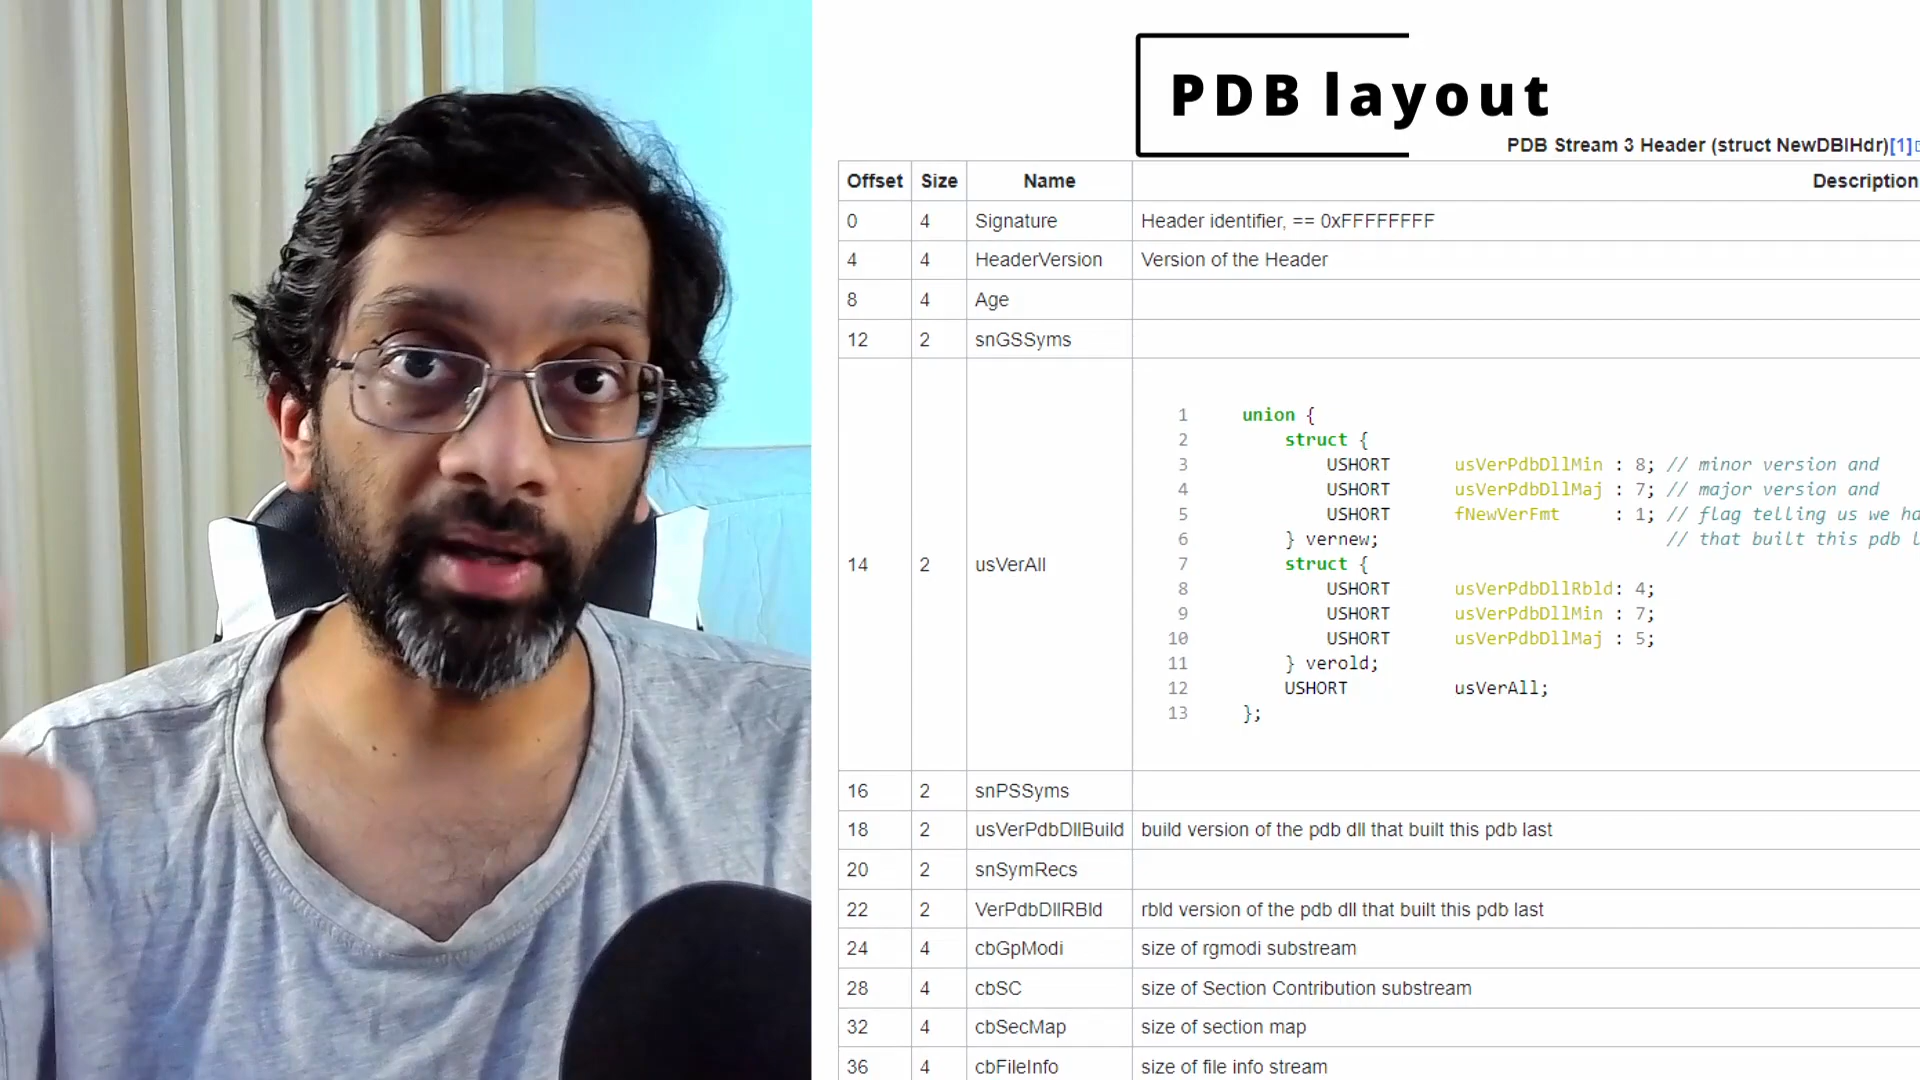 PDB layout
PDB Stream 3 Header (struct NewDBIHdr)[1]
Offset Size Name Description
0 4 Signature Header identifier, == 0xFFFFFFFF
4 4 HeaderVersion Version of the Header
8 4 Age
12 2 snGSSyms
14 2 usVerAll
1 union {
2 struct {
3 USHORT usVerPdbDllMin : 8; // minor version and
4 USHORT usVerPdbDllMaj : 7; // major version and
5 USHORT fNewVerFmt : 1; // flag telling us we ha
6 } vernew; // that built this pdb l
7 struct {
8 USHORT usVerPdbDllRbld: 4;
9 USHORT usVerPdbDllMin : 7;
10 USHORT usVerPdbDllMaj : 5;
11 } verold;
12 USHORT usVerAll;
13 };
16 2 snPSSyms
18 2 usVerPdbDllBuild build version of the pdb dll that built this pdb last
20 2 snSymRecs
22 2 VerPdbDllRBld rbld version of the pdb dll that built this pdb last
24 4 cbGpModi size of rgmodi substream
28 4 cbSC size of Section Contribution substream
32 4 cbSecMap size of section map
36 4 cbFileInfo size of file info stream